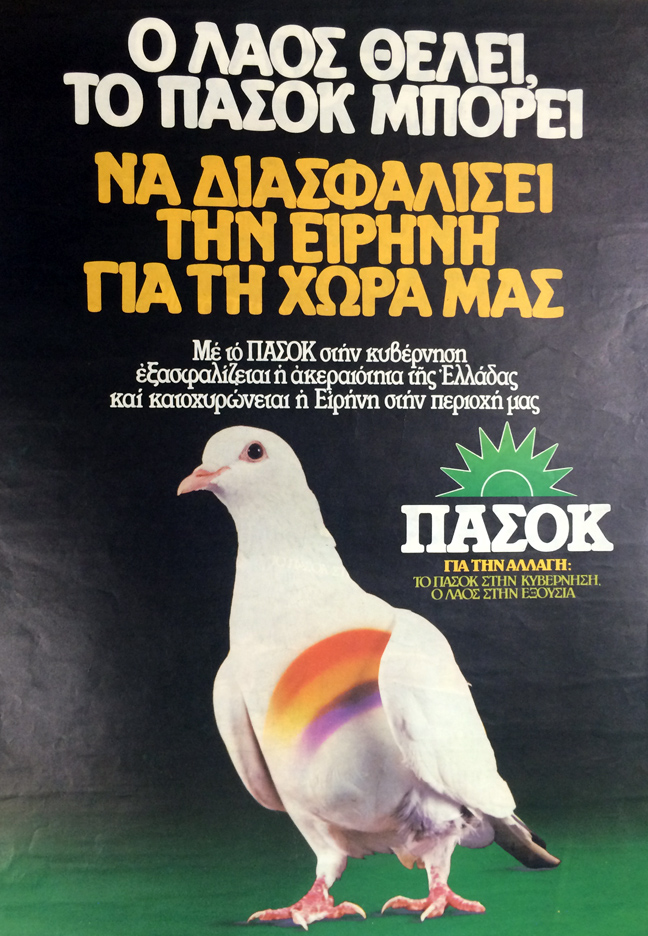 Ο ΛΑΟΣ ΘΕΛΕΙ,
ΤΟ ΠΑΣΟΚ ΜΠΟΡΕΙ
ΝΑ ΔΙΑΣΦΑΛΙΣΕΙ
ΤΗΝ ΕΙΡΗΝΗ
ΓΙΑ ΤΗ ΧΩΡΑ ΜΑΣ
Μέ τό ΠΑΣΟΚ στήν κυβέρνηση
ἐξασφαλίζεται ἡ ἀκεραιότητα τῆς Ἑλλάδας
καί κατοχυρώνεται ἡ Εἰρήνη στήν περιοχή μας
ΠΑΣΟΚ
ΓΙΑ ΤΗΝ ΑΛΛΑΓΗ:
ΤΟ ΠΑΣΟΚ ΣΤΗΝ ΚΥΒΕΡΝΗΣΗ,
Ο ΛΑΟΣ ΣΤΗΝ ΕΞΟΥΣΙΑ